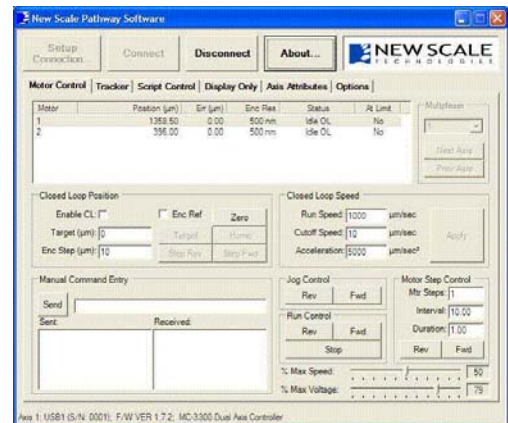 New Scale Pathway Software
Setup Connection...
Connect
Disconnect
About...
NEW SCALE
TECHNOLOGIES
Motor Control Tracker Script Control Display Only Axis Attributes Options
Motor Position (µm) Err (µm) Enc Res Status At Limit
1 1358.50 0.00 500 nm Idle OL No
2 356.00 0.00 500 nm Idle OL No
Multiplexer
1
Next Axis
Prev Axis
Closed Loop Position
Enable CL:
Enc Ref
Zero
Target (µm): 0
Target
Home
Enc Step (µm): 10
Step Rev
Step Fwd
Closed Loop Speed
Run Speed: 1000 µm/sec
Cutoff Speed: 10 µm/sec
Acceleration: 5000 µm/sec²
Apply
Manual Command Entry
Send
Sent:
Received:
Jog Control
Rev Fwd
Run Control
Rev Fwd
Stop
Motor Step Control
Mtr Steps: 1
Interval: 10.00
Duration: 1.00
Rev Fwd
% Max Speed: 50
% Max Voltage: 79
Axis 1: USB1 (S/N: 0001); F/W VER 1.7.2; MC-3300 Dual Axis Controller